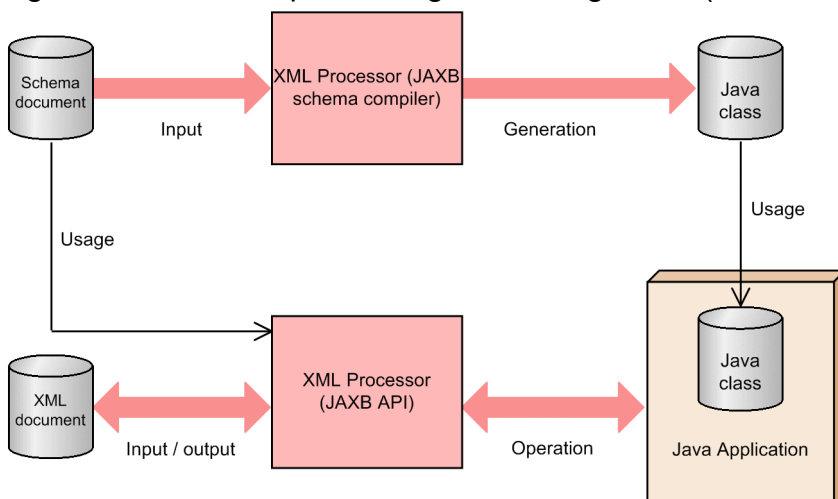 Schema
document
Input
XML Processor (JAXB
schema compiler)
Generation
Java
class
Usage
Usage
XML
document
Input / output
XML Processor
(JAXB API)
Operation
Java
class
Java Application